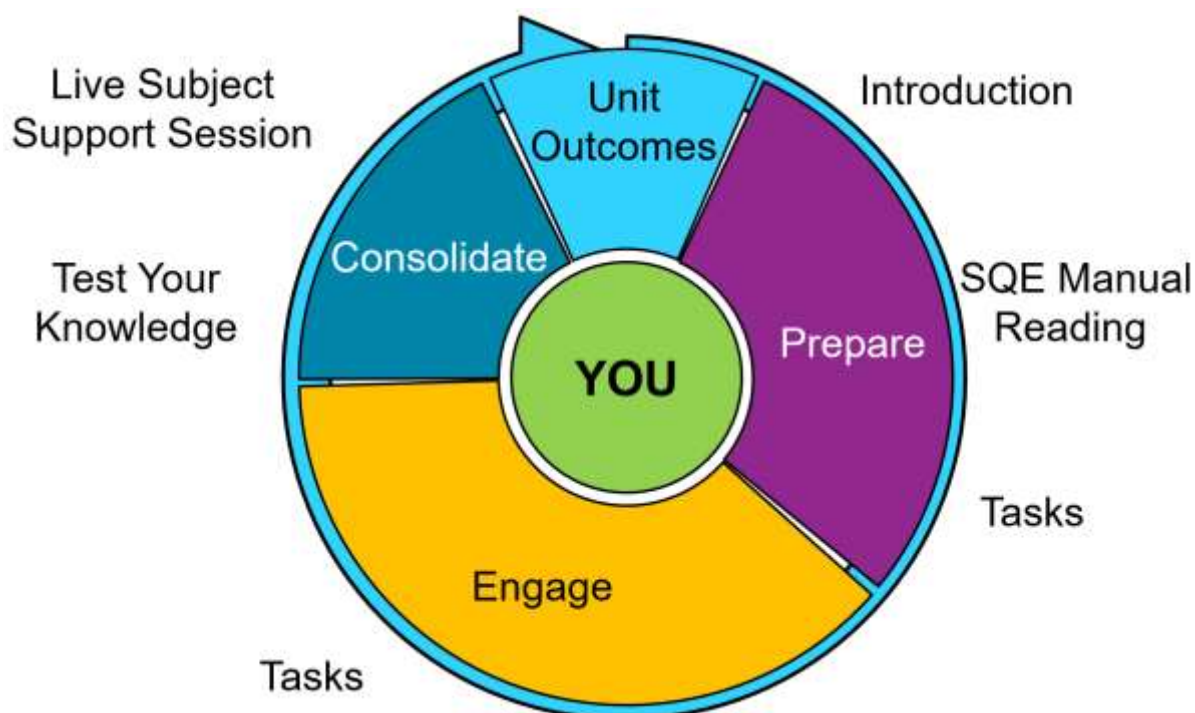 Live Subject
Support Session
Unit
Outcomes
Introduction
Consolidate
Test Your
Knowledge
YOU
Prepare
SQE Manual
Reading
Engage
Tasks
Tasks